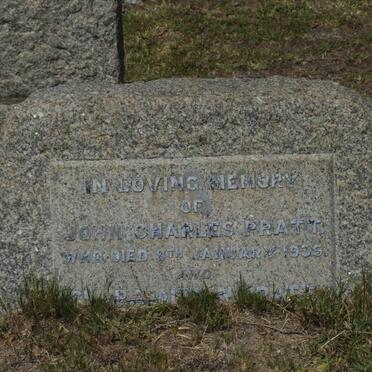 IN LOVING MEMORY
OF
JOHN CHARLES PRATT
WHO DIED 8TH JANUARY 1935
AND